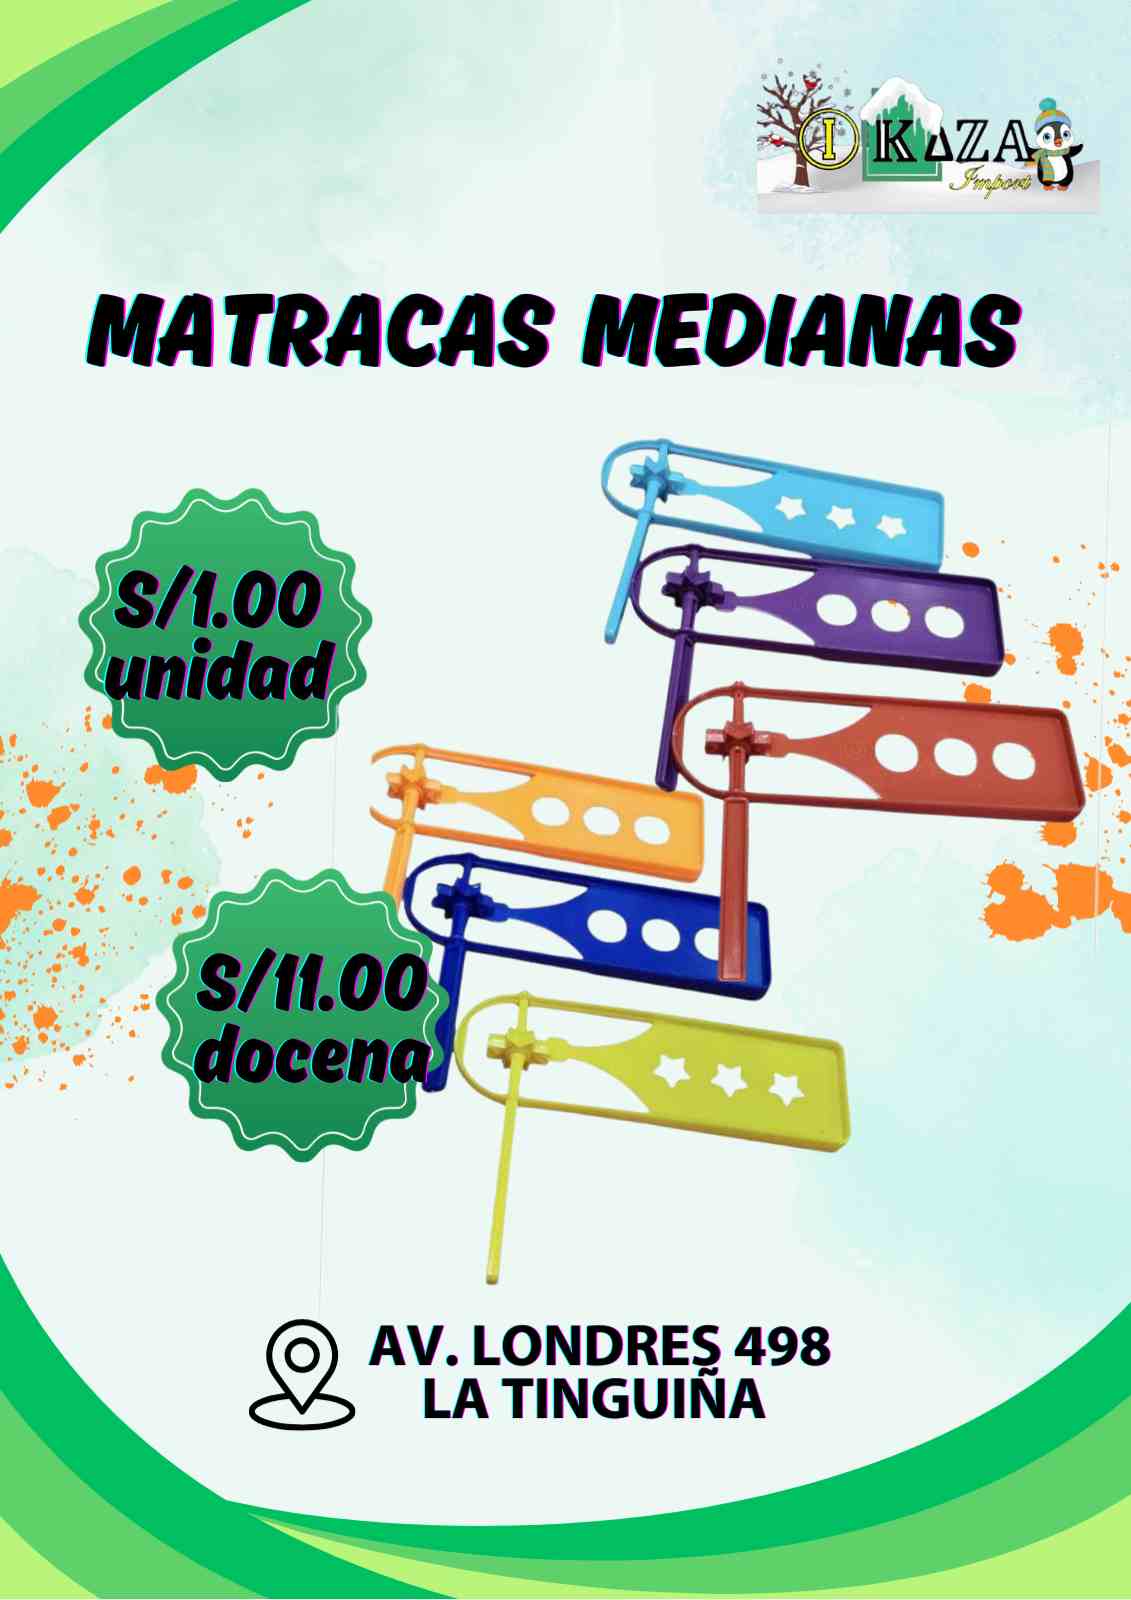 I KAZA
Import
MATRACAS MEDIANAS
S/1.00
unidad
S/11.00
docena
AV. LONDRES 498
LA TINGUIÑA